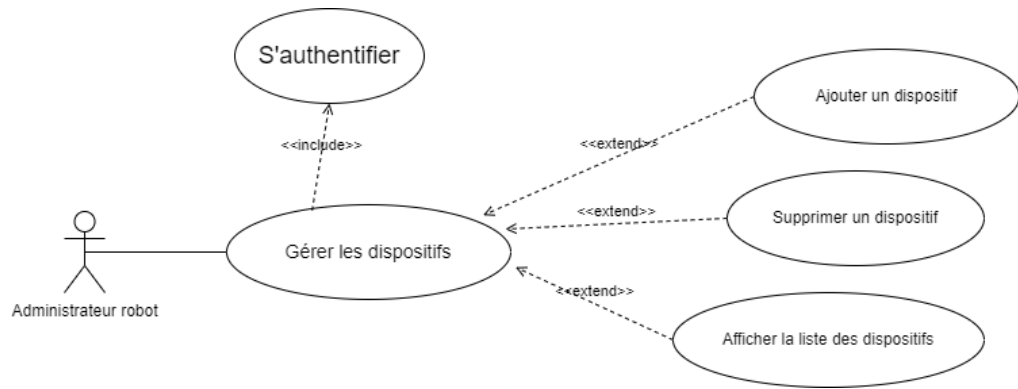 S'authentifier
Ajouter un dispositif
<<include>>
<<extend>>
<<extend>>
Supprimer un dispositif
Gérer les dispositifs
<<extend>>
Administrateur robot
Afficher la liste des dispositifs